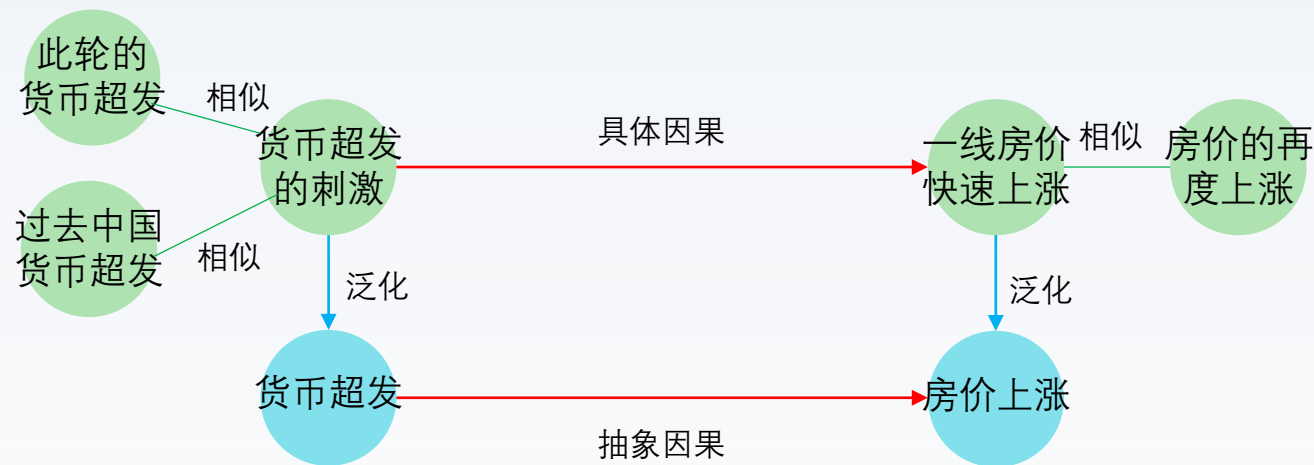 此轮的
货币超发
相似
货币超发
的刺激
具体因果
一线房价
快速上涨
相似
房价的再
度上涨
过去中国
货币超发
相似
泛化
泛化
货币超发
房价上涨
抽象因果